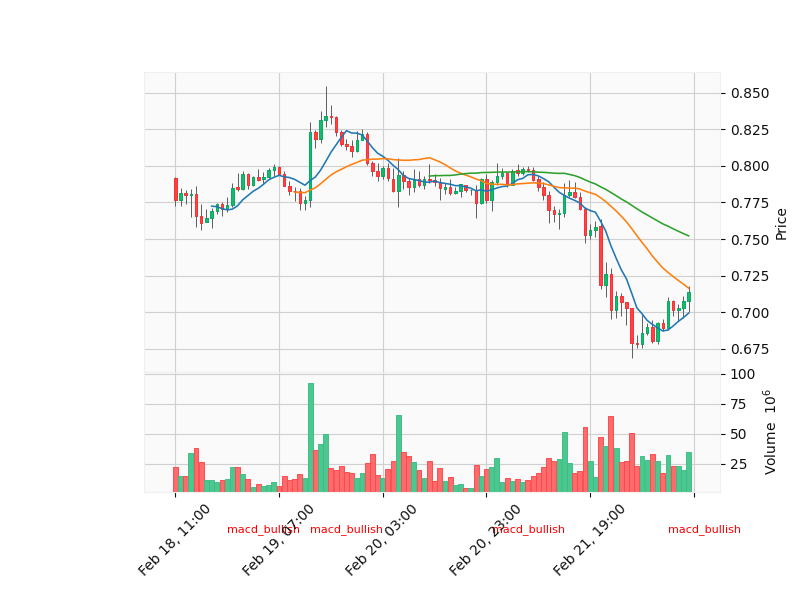 0.850
0.825
0.800
0.775
0.750
0.725
0.700
0.675
Price
100
75
50
25
Volume 10^6
Feb 18, 11:00
Feb 19, 07:00
Feb 20, 03:00
Feb 20, 23:00
Feb 21, 19:00
macd_bullish
macd_bullish
macd_bullish
macd_bullish